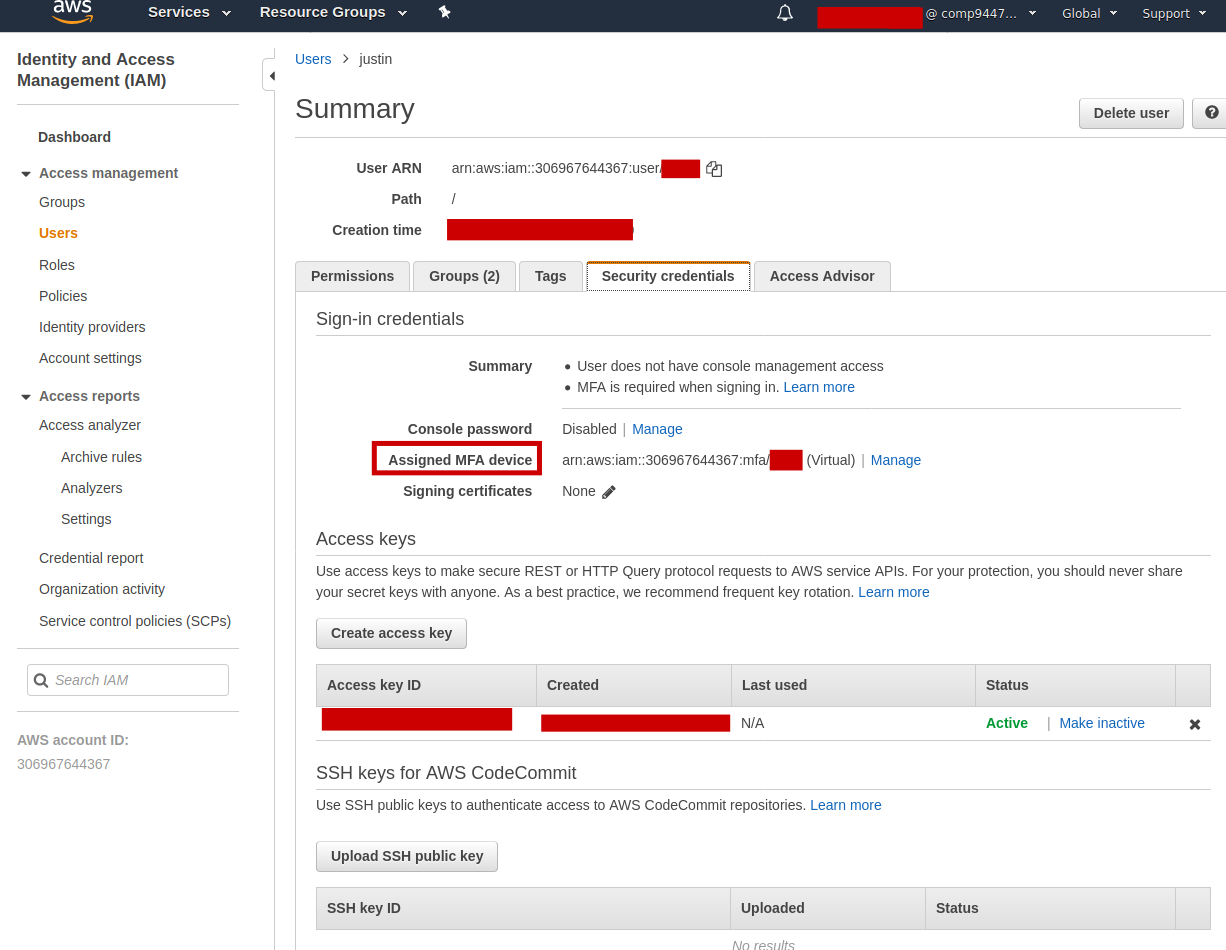 aws
Services
Resource Groups
@ comp9447...
Global
Support
Identity and Access
Management (IAM)
Dashboard
Access management
Groups
Users
Roles
Policies
Identity providers
Account settings
Access reports
Access analyzer
Archive rules
Analyzers
Settings
Credential report
Organization activity
Service control policies (SCPs)
Search IAM
AWS account ID:
306967644367
Users > justin
Summary
Delete user
?
User ARN arn:aws:iam::306967644367:user/
Path /
Creation time
Permissions Groups (2) Tags Security credentials Access Advisor
Sign-in credentials
Summary • User does not have console management access
• MFA is required when signing in. Learn more
Console password Disabled | Manage
Assigned MFA device arn:aws:iam::306967644367:mfa/ (Virtual) | Manage
Signing certificates None
Access keys
Use access keys to make secure REST or HTTP Query protocol requests to AWS service APIs. For your protection, you should never share
your secret keys with anyone. As a best practice, we recommend frequent key rotation. Learn more
Create access key
Access key ID Created Last used Status
N/A Active | Make inactive
SSH keys for AWS CodeCommit
Use SSH public keys to authenticate access to AWS CodeCommit repositories. Learn more
Upload SSH public key
SSH key ID Uploaded Status
No results